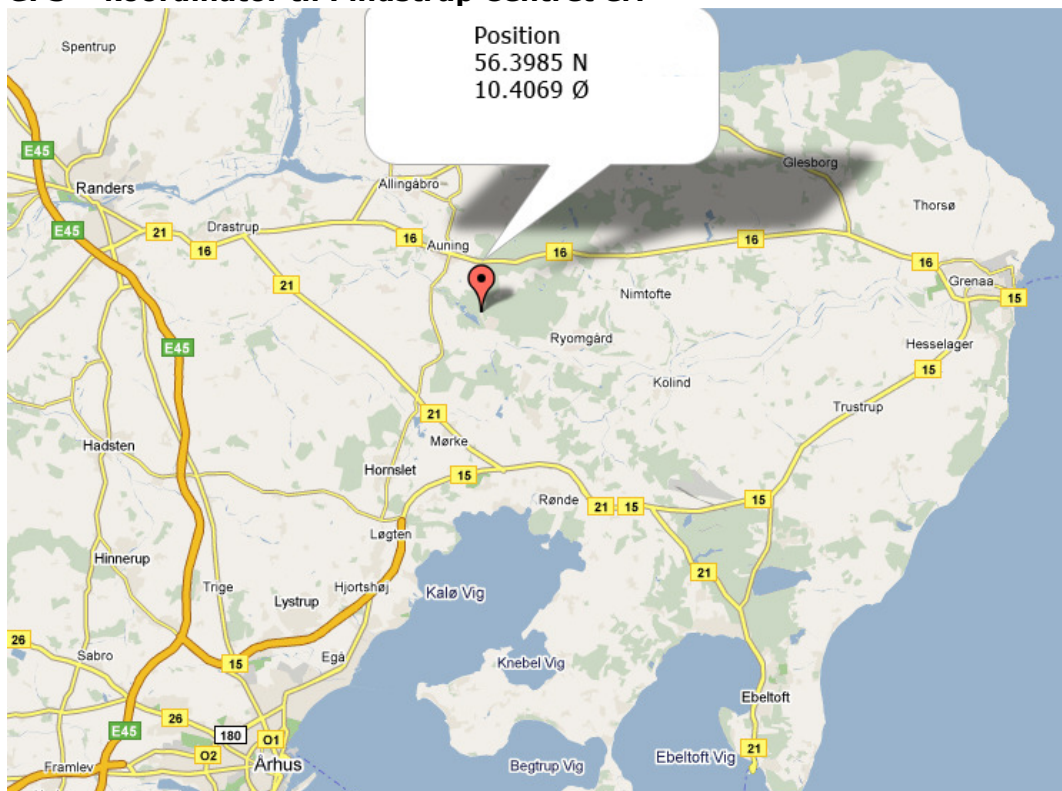 Position
56.3985 N
10.4069 Ø
Spentrup
E45
Randers
Allingåbro
Glesborg
Thorsø
E45
21
16
Drastrup
16
Auning
16
16
16
Grenaa
15
21
Nimtofte
Ryomgård
Hesselager
E45
15
Kolind
Trustrup
21
Mørke
Hadsten
Hornslet
15
Rønde
21
15
15
Løgten
Hinnerup
Trige
Hjortshøj
Lystrup
Kalø Vig
21
26
Sabro
15
Egå
Knebel Vig
Ebeltoft
26
E45
180
O1
O2
Århus
Framlev
Begtrup Vig
Ebeltoft Vig
21